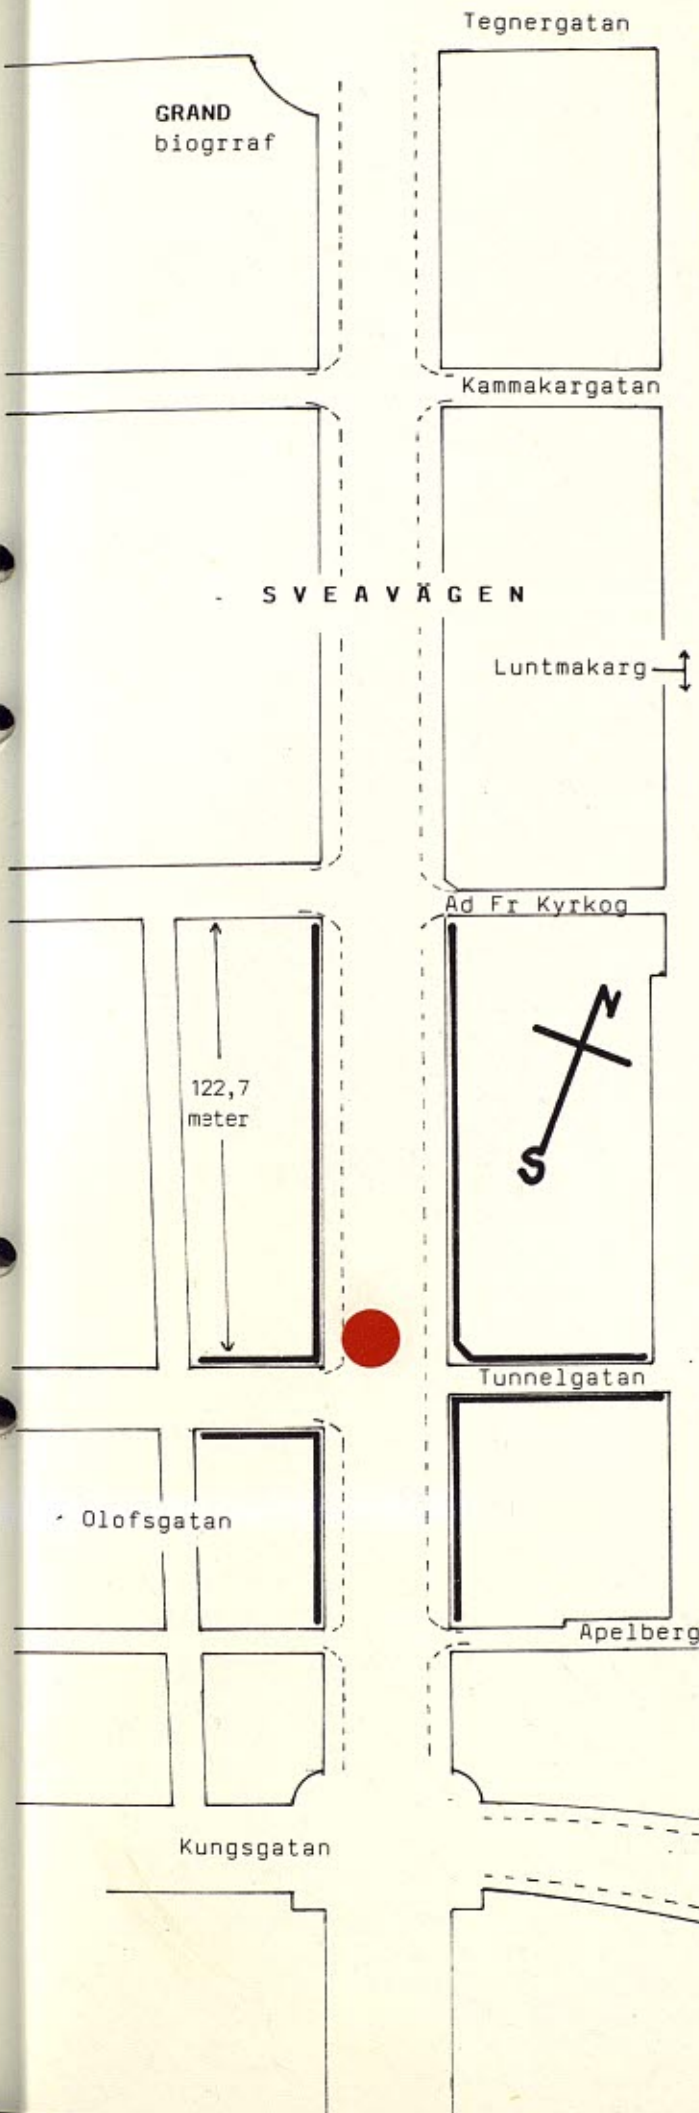 Tegnergatan
GRAND
biogrraf
Kammakargatan
SVEAVÄGEN
Luntmakarg
Ad Fr Kyrkog
N
122,7
meter
S
Tunnelgatan
Olofsgatan
Apelberg
Kungsgatan